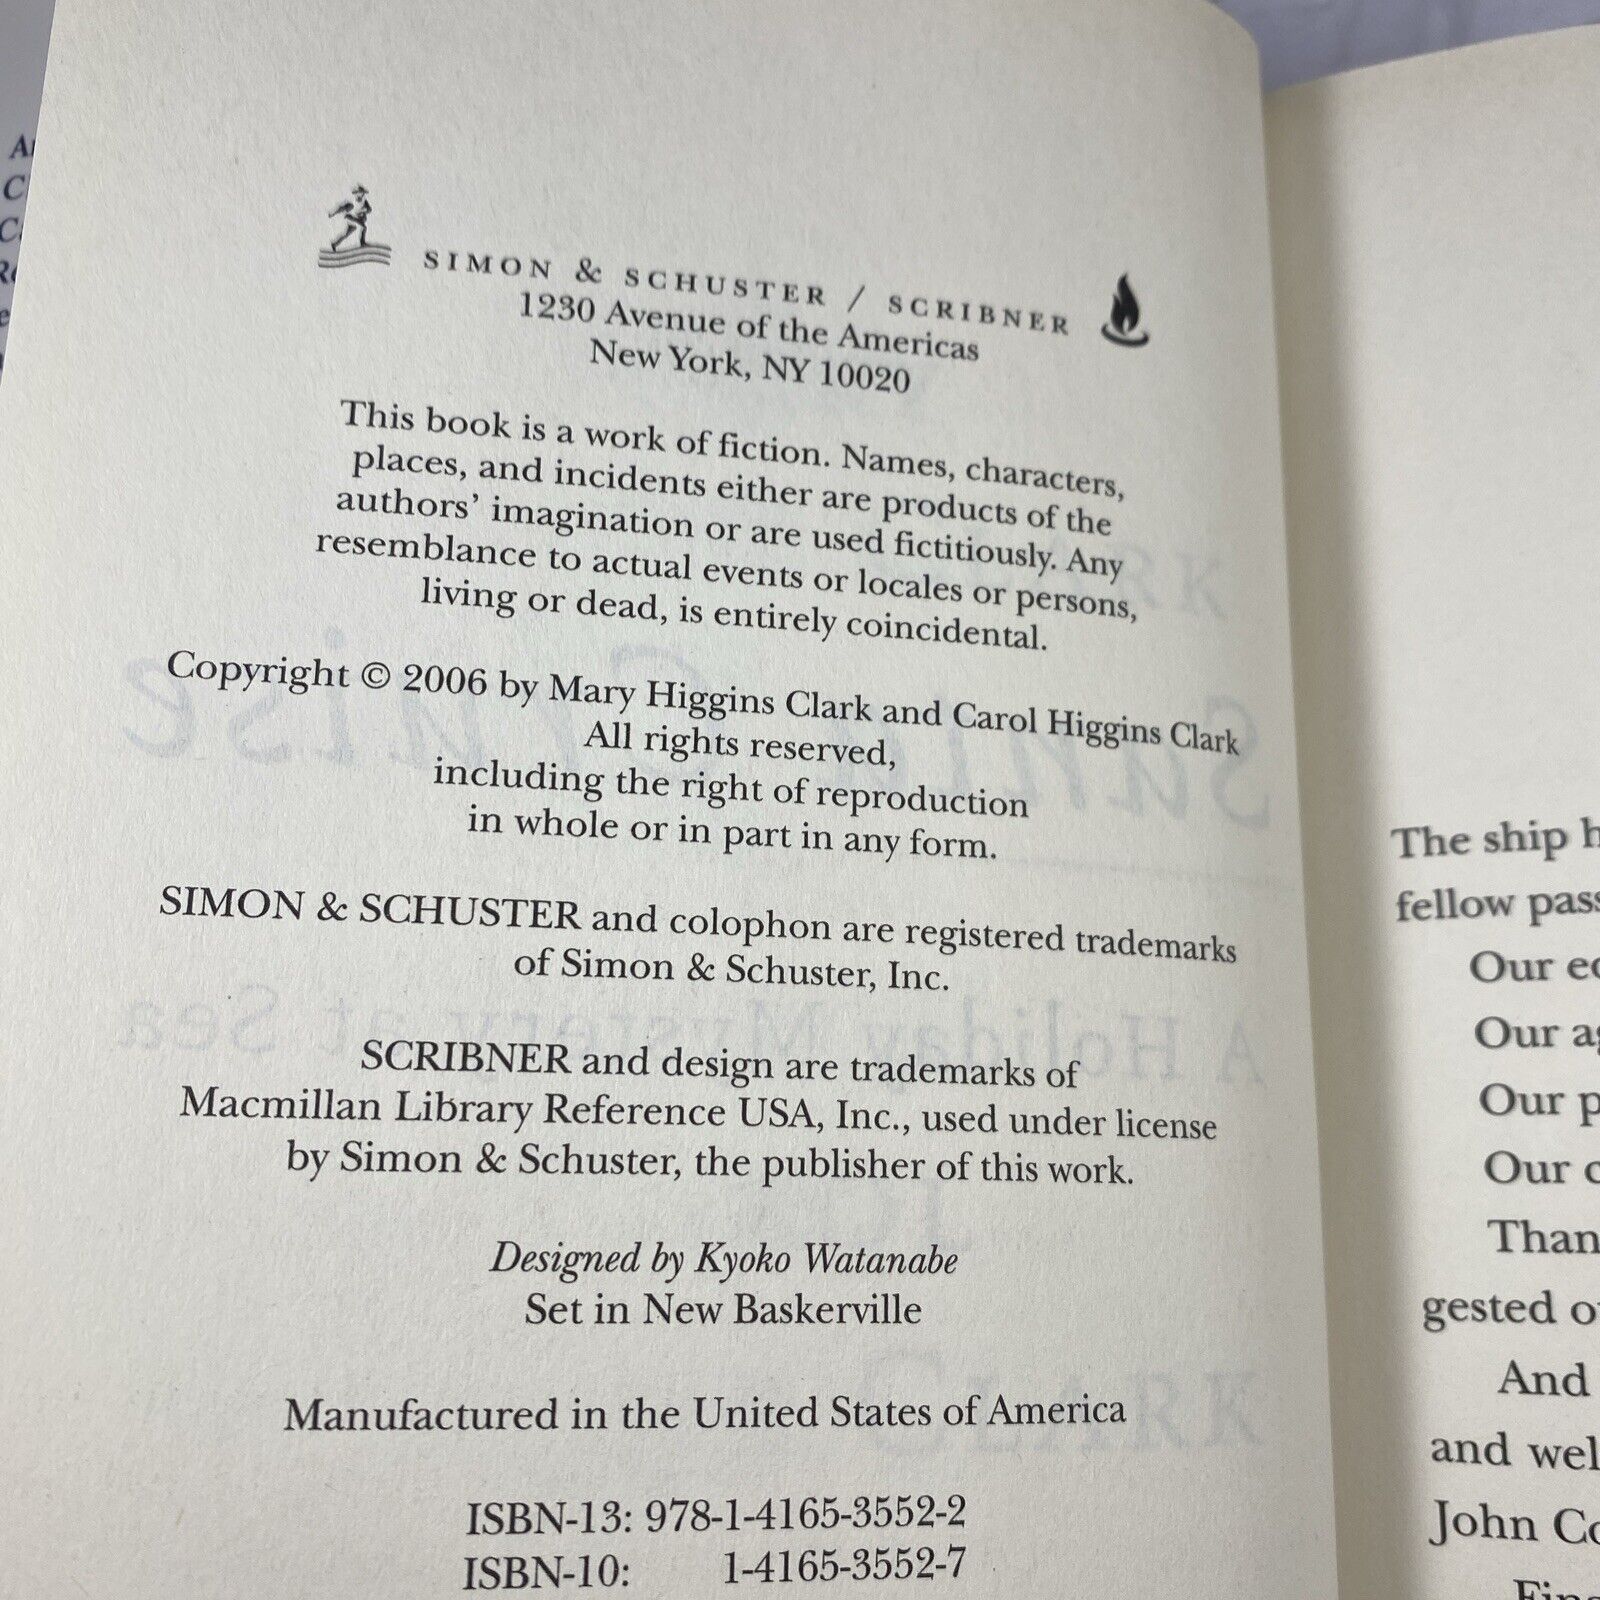 SIMON & SCHUSTER / SCRIBNER
1230 Avenue of the Americas
New York, NY 10020
This book is a work of fiction. Names, characters,
places, and incidents either are products of the
authors' imagination or are used fictitiously. Any
resemblance to actual events or locales or persons,
living or dead, is entirely coincidental.
Copyright © 2006 by Mary Higgins Clark and Carol Higgins Clark
All rights reserved,
including the right of reproduction
in whole or in part in any form.
SIMON & SCHUSTER and colophon are registered trademarks
of Simon & Schuster, Inc.
SCRIBNER and design are trademarks of
Macmillan Library Reference USA, Inc., used under license
by Simon & Schuster, the publisher of this work.
Designed by Kyoko Watanabe
Set in New Baskerville
Manufactured in the United States of America
ISBN-13: 978-1-4165-3552-2
ISBN-10: 1-4165-3552-7
The ship
fellow
Our
Our
Our
Our
gested
And
and
John